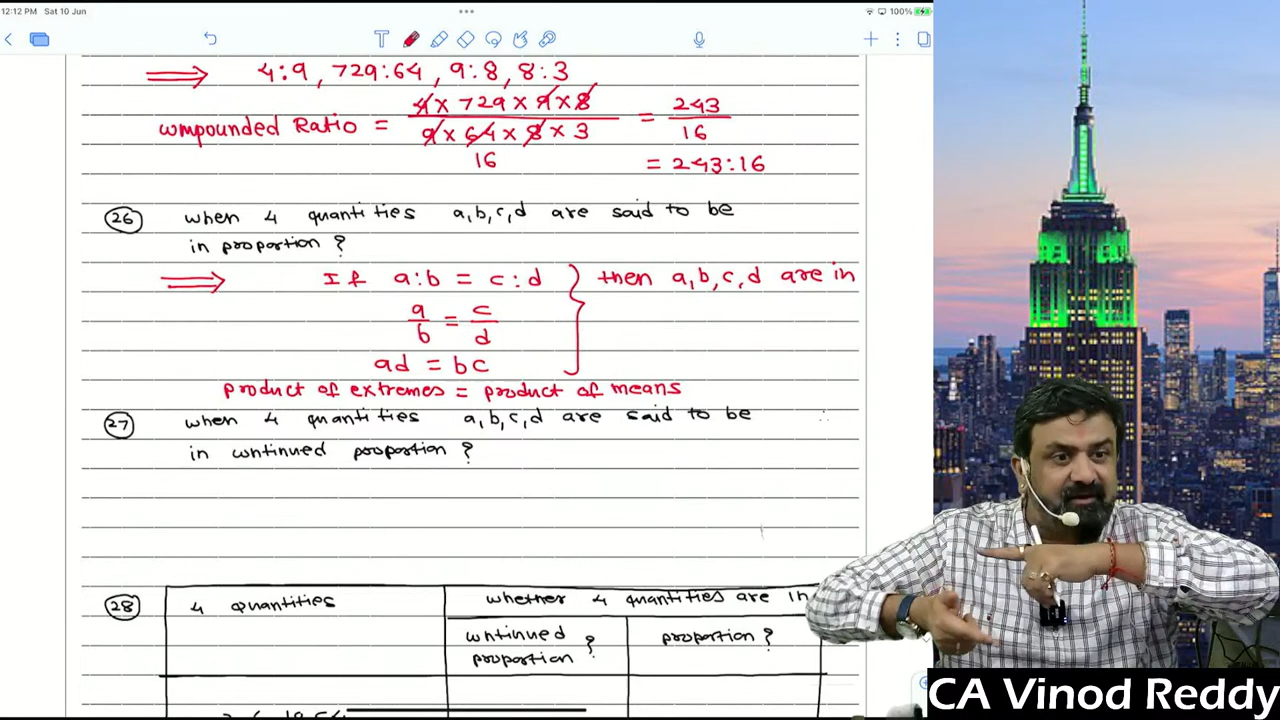 12:12 PM Sat 10 Jun
100%
⟹ 4:9, 729:64, 9:8, 8:3
wmpounded Ratio = 4 × 729 × 9 × 8 / 9 × 64 × 8 × 3 = 243 / 16
16
= 243:16
26 when 4 quantities a,b,c,d are said to be
in proportion ?
⟹ If a:b = c:d } then a,b,c,d are in
a/b = c/d
ad = bc
product of extremes = product of means
27 when 4 quantities a,b,c,d are said to be
in wntinued proportion ?
28 4 quantities whether 4 quantities are in
wntinued proportion ? proportion ?
CA Vinod Reddy